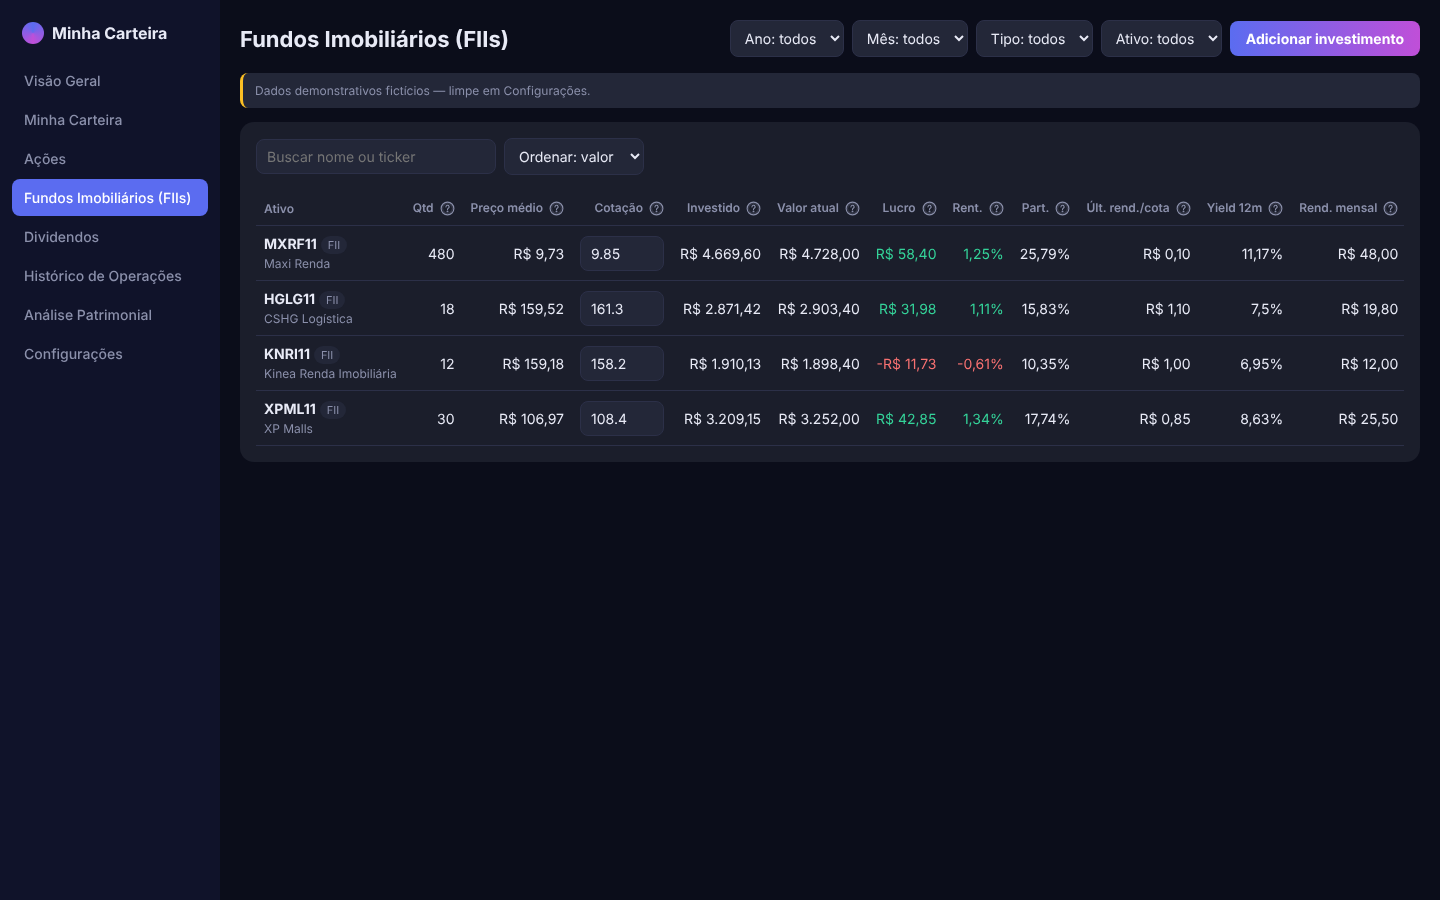 Minha Carteira
Visão Geral
Minha Carteira
Ações
Fundos Imobiliários (FIIs)
Dividendos
Histórico de Operações
Análise Patrimonial
Configurações
Fundos Imobiliários (FIIs)
Ano: todos
Mês: todos
Tipo: todos
Ativo: todos
Adicionar investimento
Dados demonstrativos fictícios — limpe em Configurações.
Buscar nome ou ticker
Ordenar: valor
Ativo Qtd ? Preço médio ? Cotação ? Investido ? Valor atual ? Lucro ? Rent. ? Part. ? Últ. rend./cota ? Yield 12m ? Rend. mensal ?
MXRF11 FII 480 R$ 9,73 9.85 R$ 4.669,60 R$ 4.728,00 R$ 58,40 1,25% 25,79% R$ 0,10 11,17% R$ 48,00
Maxi Renda
HGLG11 FII 18 R$ 159,52 161.3 R$ 2.871,42 R$ 2.903,40 R$ 31,98 1,11% 15,83% R$ 1,10 7,5% R$ 19,80
CSHG Logística
KNRI11 FII 12 R$ 159,18 158.2 R$ 1.910,13 R$ 1.898,40 -R$ 11,73 -0,61% 10,35% R$ 1,00 6,95% R$ 12,00
Kinea Renda Imobiliária
XPML11 FII 30 R$ 106,97 108.4 R$ 3.209,15 R$ 3.252,00 R$ 42,85 1,34% 17,74% R$ 0,85 8,63% R$ 25,50
XP Malls